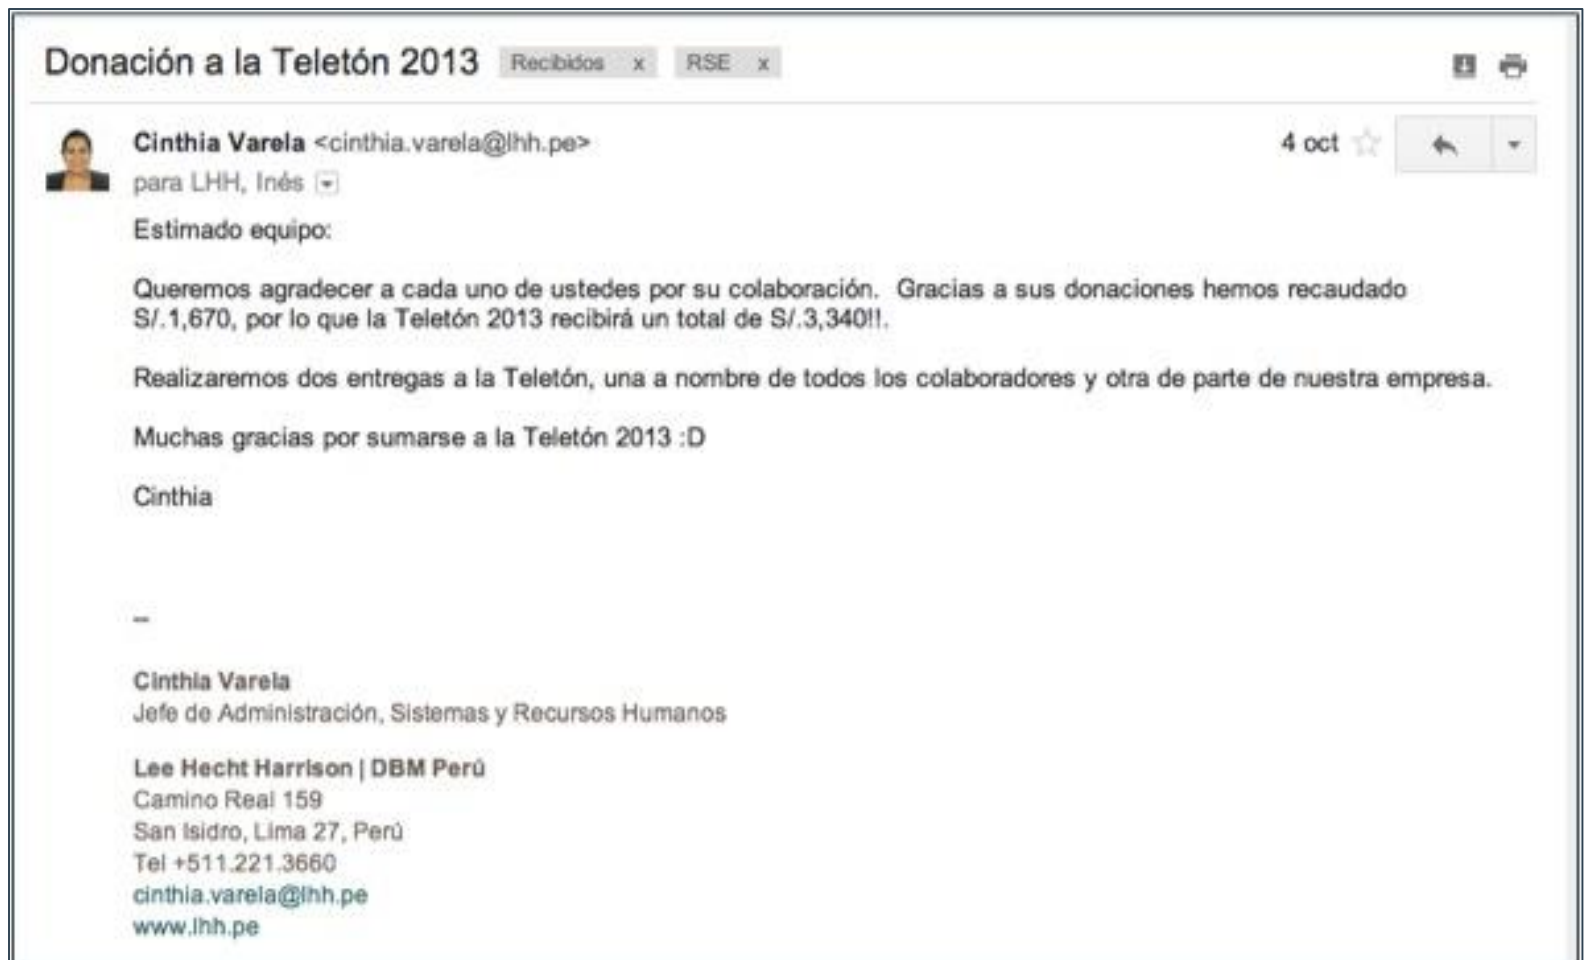 Donación a la Teletón 2013 Recibidos x RSE x
Cinthia Varela <cinthia.varela@lhh.pe> 4 oct
para LHH, Inés
Estimado equipo:
Queremos agradecer a cada uno de ustedes por su colaboración. Gracias a sus donaciones hemos recaudado
S/.1,670, por lo que la Teletón 2013 recibirá un total de S/.3,340!!.
Realizaremos dos entregas a la Teletón, una a nombre de todos los colaboradores y otra de parte de nuestra empresa.
Muchas gracias por sumarse a la Teletón 2013 :D
Cinthia
--
Cinthia Varela
Jefe de Administración, Sistemas y Recursos Humanos
Lee Hecht Harrison | DBM Perú
Camino Real 159
San Isidro, Lima 27, Perú
Tel +511.221.3660
cinthia.varela@lhh.pe
www.lhh.pe